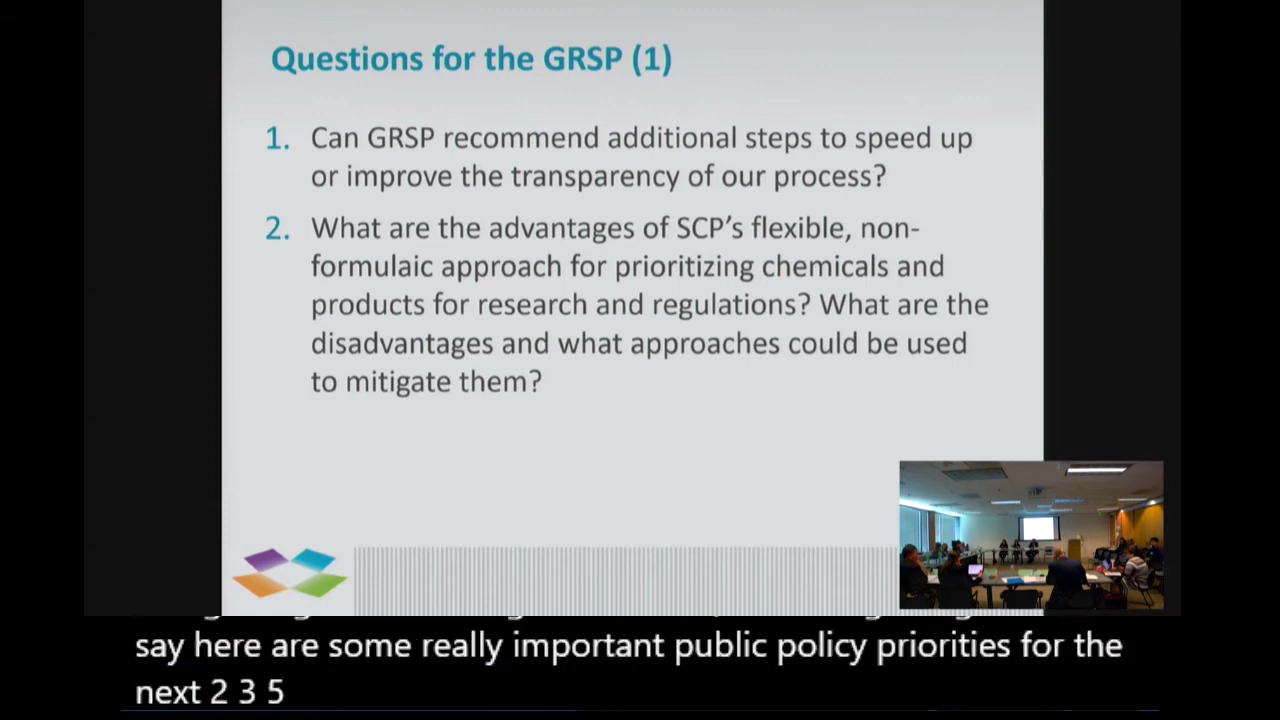 Questions for the GRSP (1)
1. Can GRSP recommend additional steps to speed up
or improve the transparency of our process?
2. What are the advantages of SCP's flexible, non-
formulaic approach for prioritizing chemicals and
products for research and regulations? What are the
disadvantages and what approaches could be used
to mitigate them?
say here are some really important public policy priorities for the
next 2 3 5